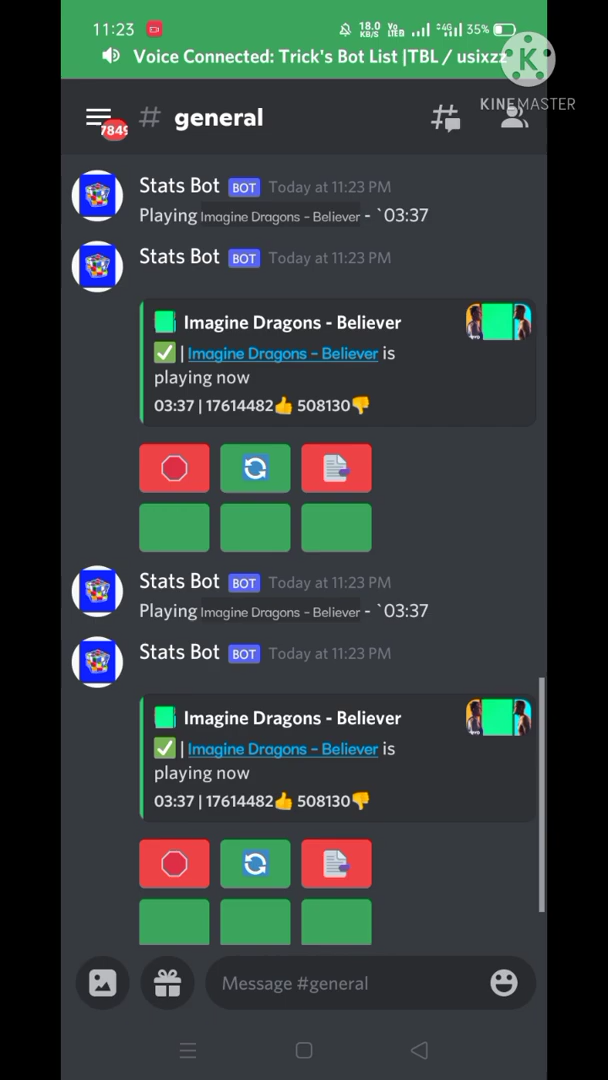 11:23 18.0 KB/S Vo LTE 4G 35%
Voice Connected: Trick's Bot List |TBL / usixzz
K
KINEMASTER
7849 # general
Stats Bot BOT Today at 11:23 PM
Playing Imagine Dragons - Believer - `03:37
Stats Bot BOT Today at 11:23 PM
Imagine Dragons - Believer
✅ | Imagine Dragons - Believer is
playing now
03:37 | 17614482👍 508130👎
Stats Bot BOT Today at 11:23 PM
Playing Imagine Dragons - Believer - `03:37
Stats Bot BOT Today at 11:23 PM
Imagine Dragons - Believer
✅ | Imagine Dragons - Believer is
playing now
03:37 | 17614482👍 508130👎
Message #general